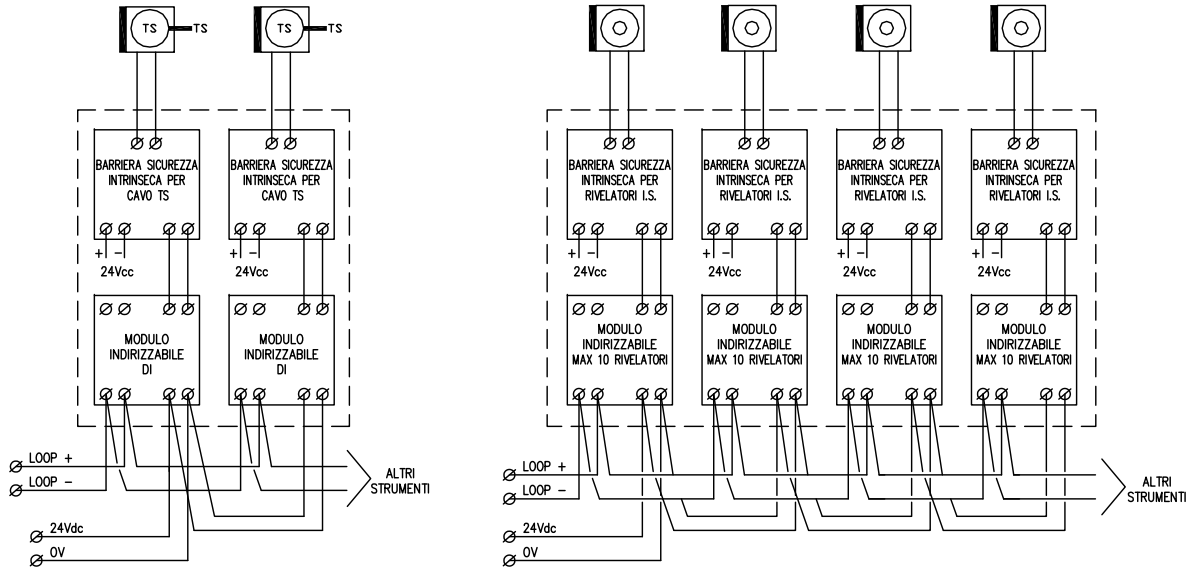 TS TS TS TS
BARRIERA SICUREZZA
INTRINSECA PER
CAVO TS
BARRIERA SICUREZZA
INTRINSECA PER
CAVO TS
BARRIERA SICUREZZA
INTRINSECA PER
RIVELATORI I.S.
BARRIERA SICUREZZA
INTRINSECA PER
RIVELATORI I.S.
BARRIERA SICUREZZA
INTRINSECA PER
RIVELATORI I.S.
BARRIERA SICUREZZA
INTRINSECA PER
RIVELATORI I.S.
+ -
24Vcc
+ -
24Vcc
+ -
24Vcc
+ -
24Vcc
+ -
24Vcc
+ -
24Vcc
MODULO
INDIRIZZABILE
DI
MODULO
INDIRIZZABILE
DI
MODULO
INDIRIZZABILE
MAX 10 RIVELATORI
MODULO
INDIRIZZABILE
MAX 10 RIVELATORI
MODULO
INDIRIZZABILE
MAX 10 RIVELATORI
MODULO
INDIRIZZABILE
MAX 10 RIVELATORI
LOOP +
LOOP -
ALTRI
STRUMENTI
24Vdc
0V
LOOP +
LOOP -
ALTRI
STRUMENTI
24Vdc
0V